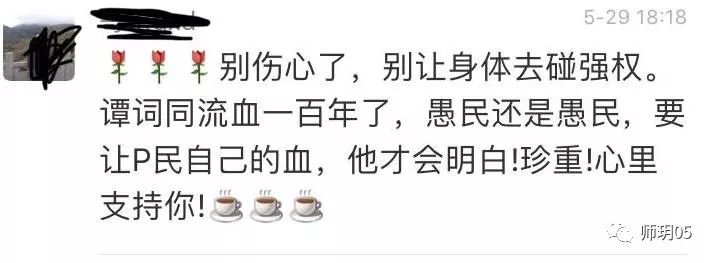 5-29 18:18
🌹🌹🌹别伤心了，别让身体去碰强权。
谭词同流血一百年了，愚民还是愚民，要
让P民自己的血，他才会明白!珍重!心里
支持你!☕☕☕
师玥05